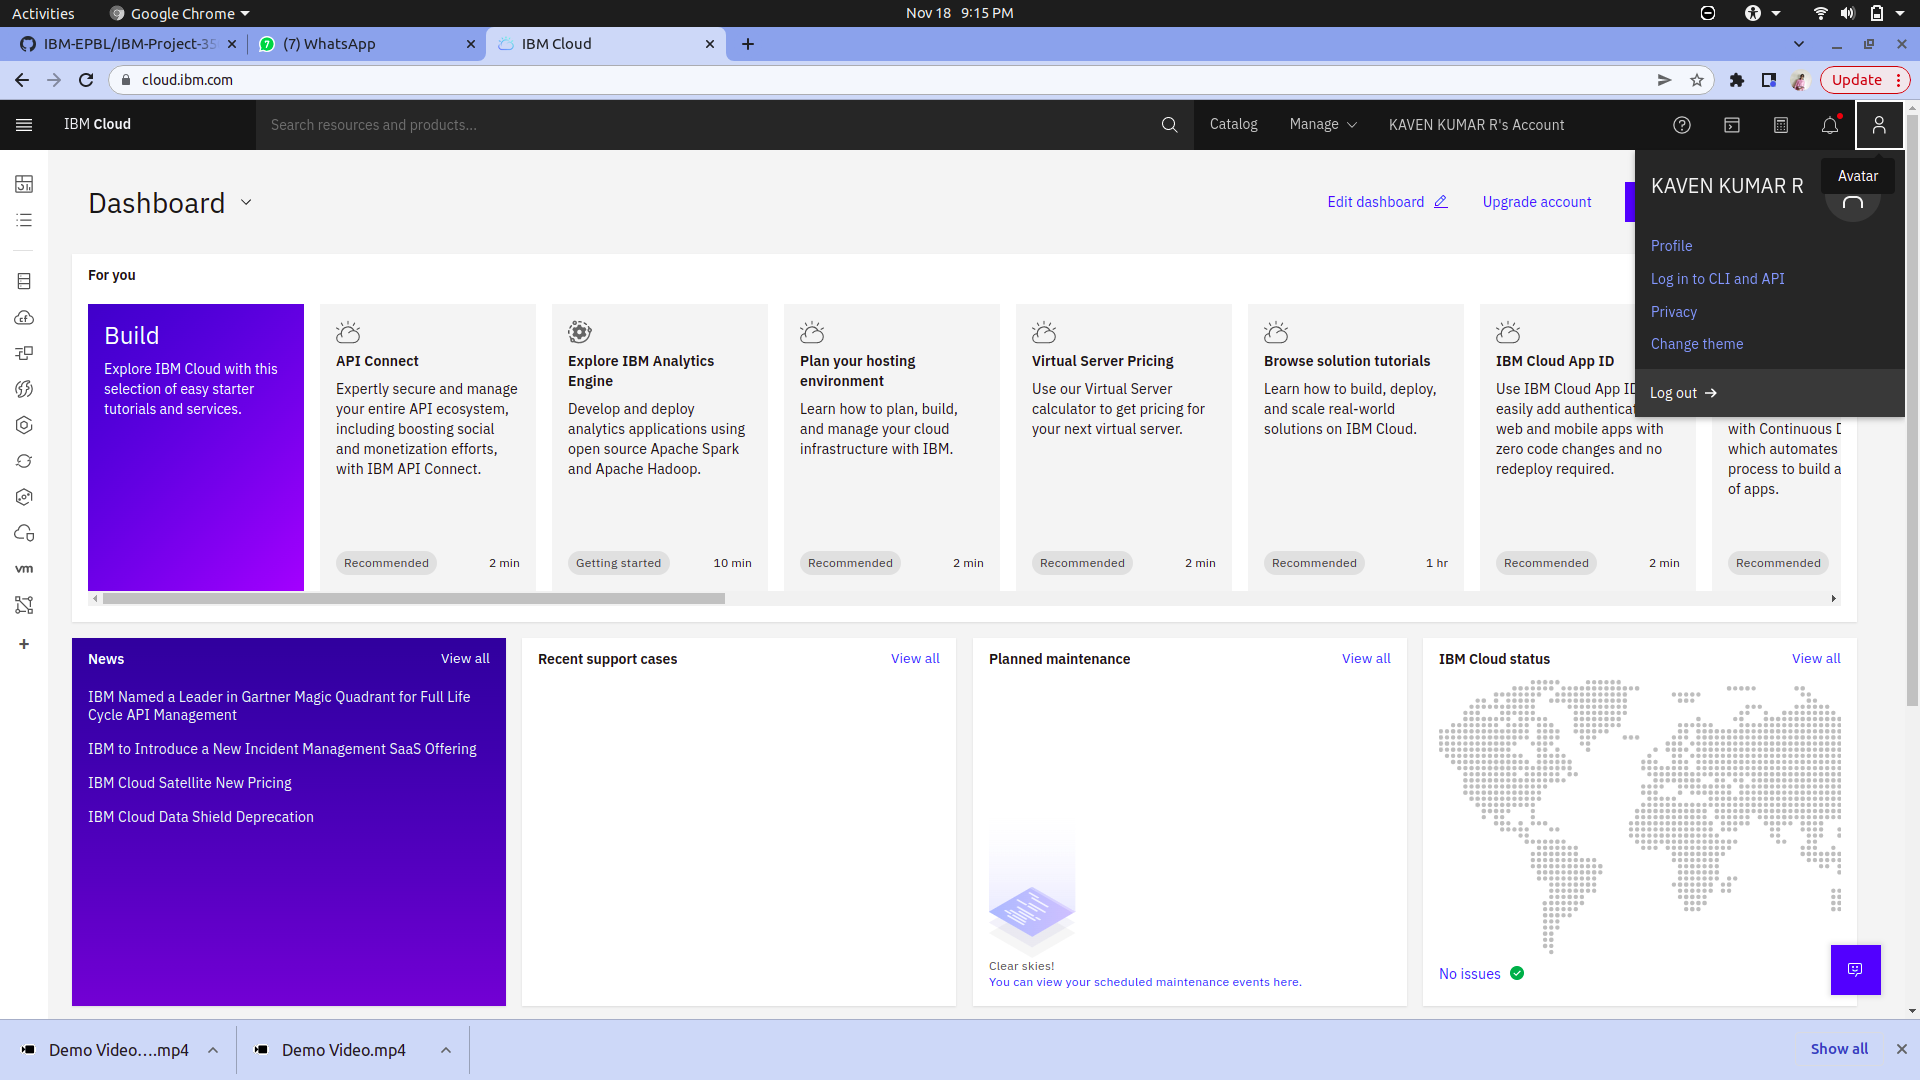 Activities
Google Chrome
Nov 18 9:15 PM
IBM-EPBL/IBM-Project-35
(7) WhatsApp
IBM Cloud
cloud.ibm.com
Update
IBM Cloud
Search resources and products...
Catalog
Manage
KAVEN KUMAR R's Account
Dashboard
Edit dashboard
Upgrade account
KAVEN KUMAR R
Avatar
Profile
Log in to CLI and API
Privacy
Change theme
Log out
For you
Build
Explore IBM Cloud with this
selection of easy starter
tutorials and services.
API Connect
Expertly secure and manage
your entire API ecosystem,
including boosting social
and monetization efforts,
with IBM API Connect.
Recommended
2 min
Explore IBM Analytics
Engine
Develop and deploy
analytics applications using
open source Apache Spark
and Apache Hadoop.
Getting started
10 min
Plan your hosting
environment
Learn how to plan, build,
and manage your cloud
infrastructure with IBM.
Recommended
2 min
Virtual Server Pricing
Use our Virtual Server
calculator to get pricing for
your next virtual server.
Recommended
2 min
Browse solution tutorials
Learn how to build, deploy,
and scale real-world
solutions on IBM Cloud.
Recommended
1 hr
IBM Cloud App ID
Use IBM Cloud App ID
easily add authenticat
web and mobile apps with
zero code changes and no
redeploy required.
Recommended
2 min
with Continuous D
which automates
process to build a
of apps.
Recommended
vm
News
View all
IBM Named a Leader in Gartner Magic Quadrant for Full Life
Cycle API Management
IBM to Introduce a New Incident Management SaaS Offering
IBM Cloud Satellite New Pricing
IBM Cloud Data Shield Deprecation
Recent support cases
View all
Planned maintenance
View all
Clear skies!
You can view your scheduled maintenance events here.
IBM Cloud status
View all
No issues
Demo Video....mp4
Demo Video.mp4
Show all